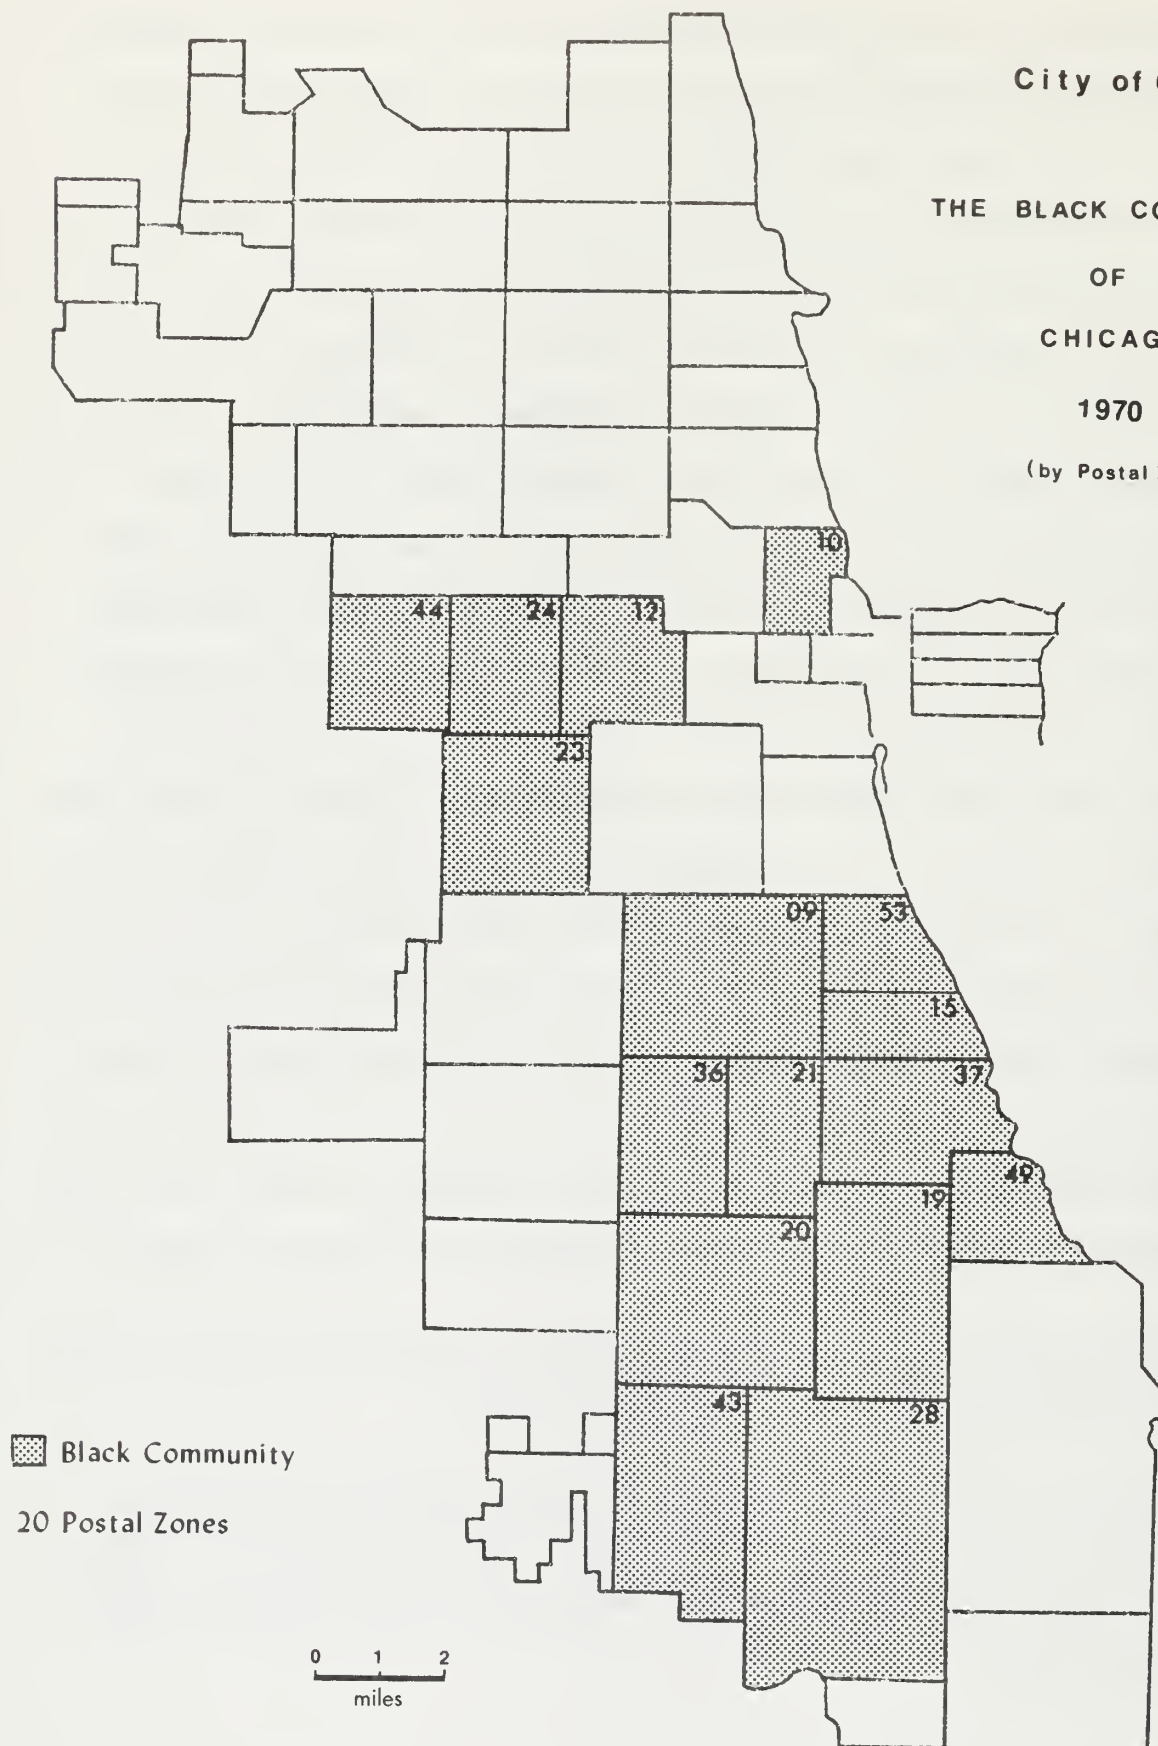 City of
THE BLACK
OF
CHICAG
1970
(by Postal
10
44 24 12
23
09 53
15
36 21 37
49
19
20
43 28
Black Community
20 Postal Zones
0 1 2
miles